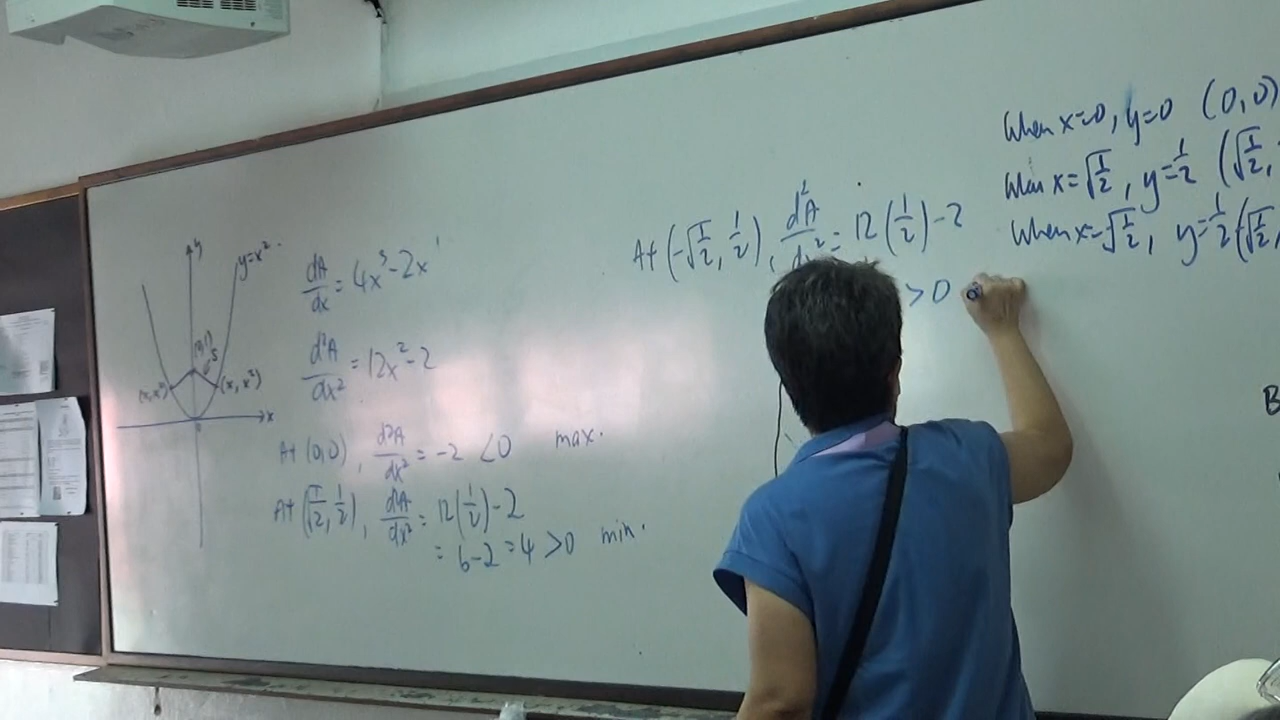 y
y=x².
(0,1)
s
(x, x²)
x
0
dA/dx = 4x³-2x
d²A/dx² = 12x²-2
At (0,0), d²A/dx² = -2 <0 max.
At (√1/2, 1/2), d²A/dx² = 12(1/2)-2
= 6-2 = 4 >0 min.
At (-√1/2, 1/2), d²A/dx² = 12(1/2)-2
>0
When x=0, y=0 (0,0)
When x=√1/2, y=1/2 (√1/2,
When x=-√1/2, y=1/2 (-√1/2,
B